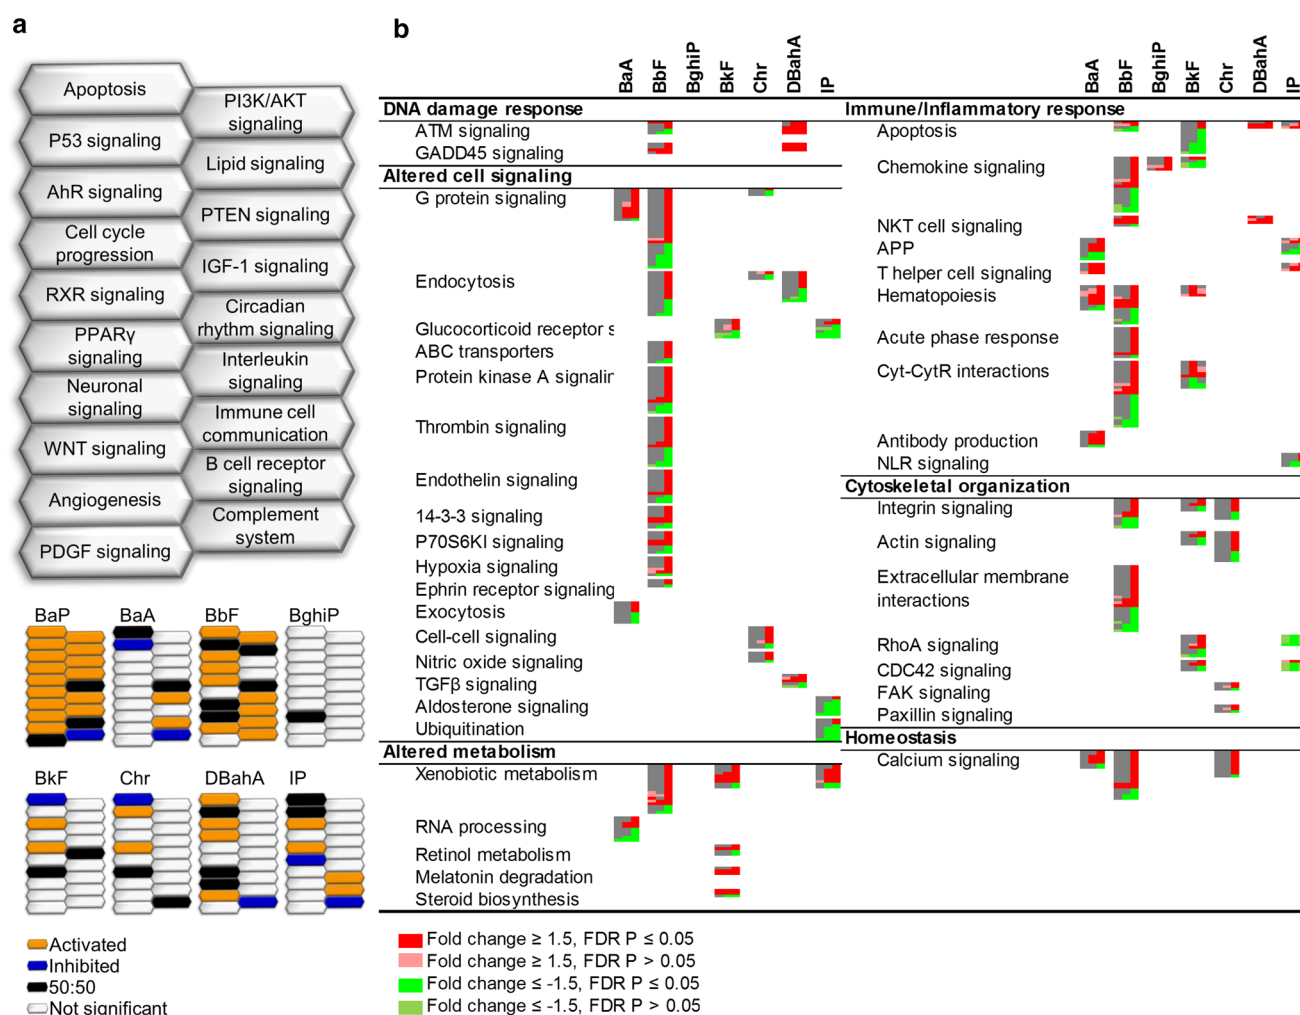 a
Apoptosis
P53 signaling
AhR signaling
Cell cycle
progression
RXR signaling
PPARγ
signaling
Neuronal
signaling
WNT signaling
Angiogenesis
PDGF signaling
PI3K/AKT
signaling
Lipid signaling
PTEN signaling
IGF-1 signaling
Circadian
rhythm signaling
Interleukin
signaling
Immune cell
communication
B cell receptor
signaling
Complement
system
BaP BaA BbF BghiP
BkF Chr DBahA IP
Activated
Inhibited
50:50
Not significant
b
BaA BbF BghiP BkF Chr DBahA IP
DNA damage response
ATM signaling
GADD45 signaling
Altered cell signaling
G protein signaling
Endocytosis
Glucocorticoid receptor s
ABC transporters
Protein kinase A signalin
Thrombin signaling
Endothelin signaling
14-3-3 signaling
P70S6KI signaling
Hypoxia signaling
Ephrin receptor signaling
Exocytosis
Cell-cell signaling
Nitric oxide signaling
TGFβ signaling
Aldosterone signaling
Ubiquitination
Altered metabolism
Xenobiotic metabolism
RNA processing
Retinol metabolism
Melatonin degradation
Steroid biosynthesis
BaA BbF BghiP BkF Chr DBahA IP
Immune/Inflammatory response
Apoptosis
Chemokine signaling
NKT cell signaling
APP
T helper cell signaling
Hematopoiesis
Acute phase response
Cyt-CytR interactions
Antibody production
NLR signaling
Cytoskeletal organization
Integrin signaling
Actin signaling
Extracellular membrane
interactions
RhoA signaling
CDC42 signaling
FAK signaling
Paxillin signaling
Homeostasis
Calcium signaling
Fold change ≥ 1.5, FDR P ≤ 0.05
Fold change ≥ 1.5, FDR P > 0.05
Fold change ≤ -1.5, FDR P ≤ 0.05
Fold change ≤ -1.5, FDR P > 0.05